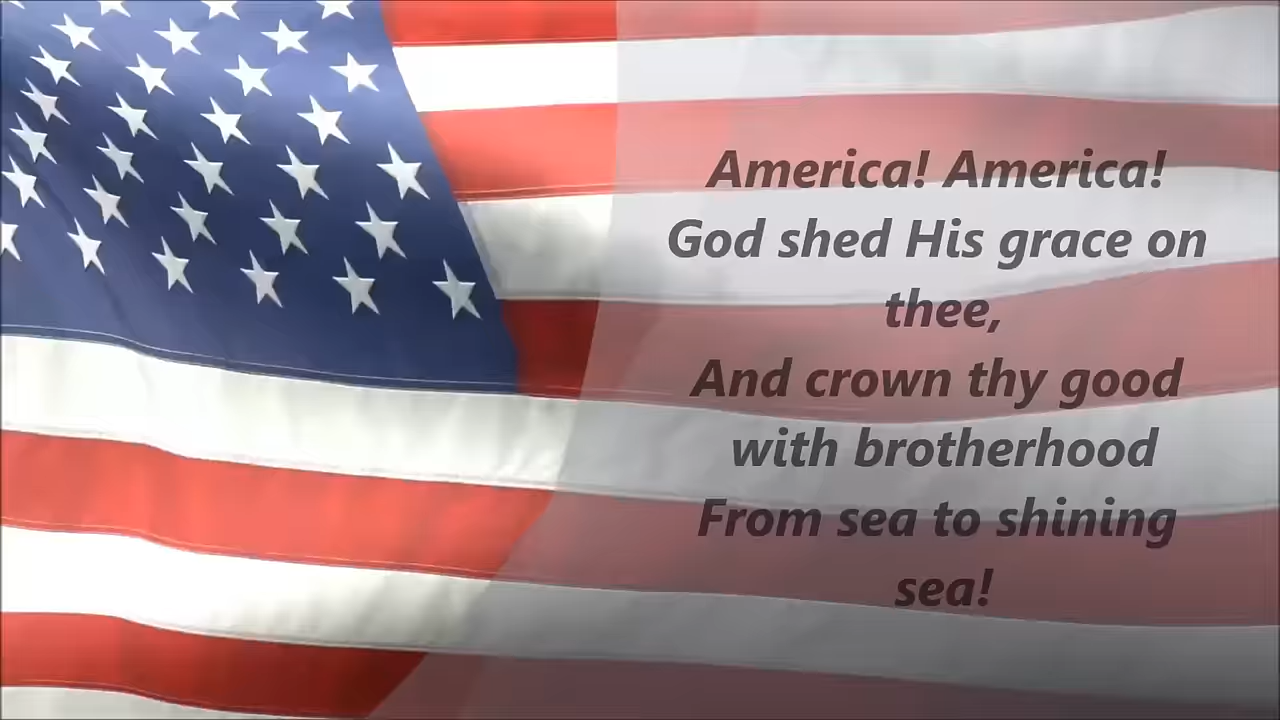 America! America!
God shed His grace on
thee,
And crown thy good
with brotherhood
From sea to shining
sea!